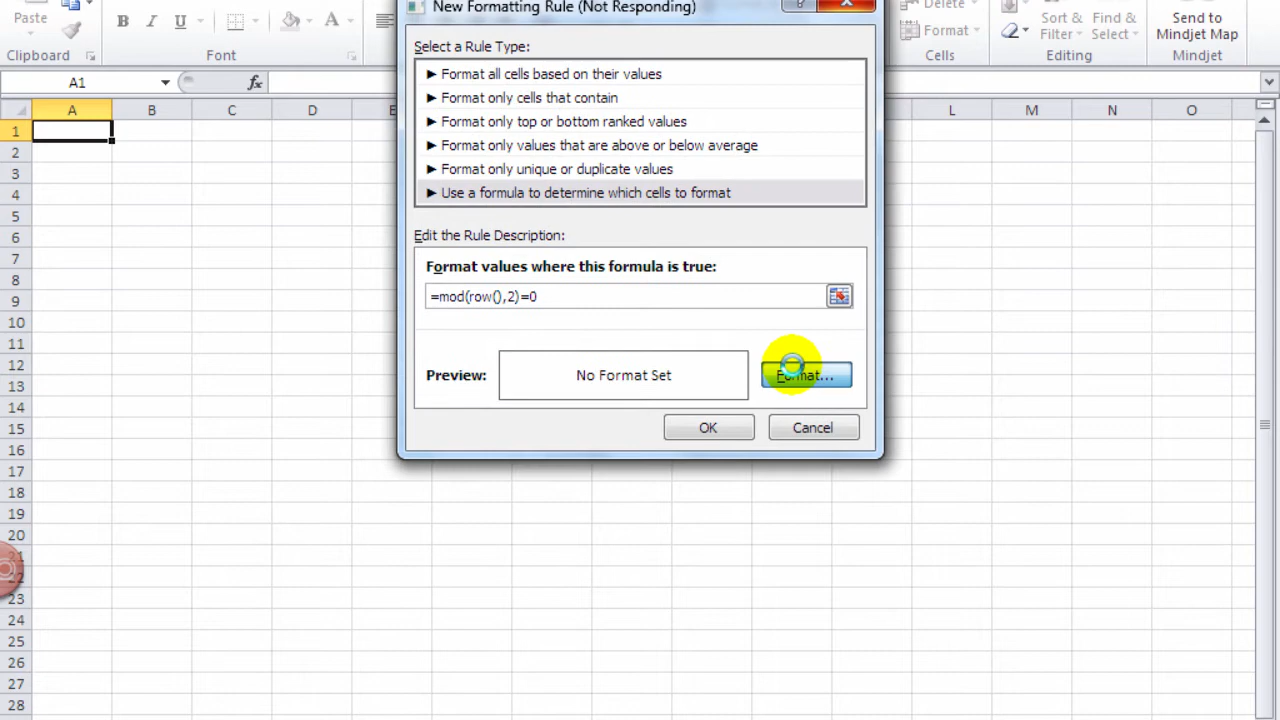 New Formatting Rule (Not Responding)
Paste
B I U A
Delete
Format
Sort & Filter
Find & Select
Send to Mindjet Map
Clipboard
Font
Cells
Editing
Mindjet
A1
fx
A B C D E L M N O
1
2
3
4
5
6
7
8
9
10
11
12
13
14
15
16
17
18
19
20
21
22
23
24
25
26
27
28
Select a Rule Type:
► Format all cells based on their values
► Format only cells that contain
► Format only top or bottom ranked values
► Format only values that are above or below average
► Format only unique or duplicate values
► Use a formula to determine which cells to format
Edit the Rule Description:
Format values where this formula is true:
=mod(row(),2)=0
Preview:
No Format Set
Format...
OK
Cancel